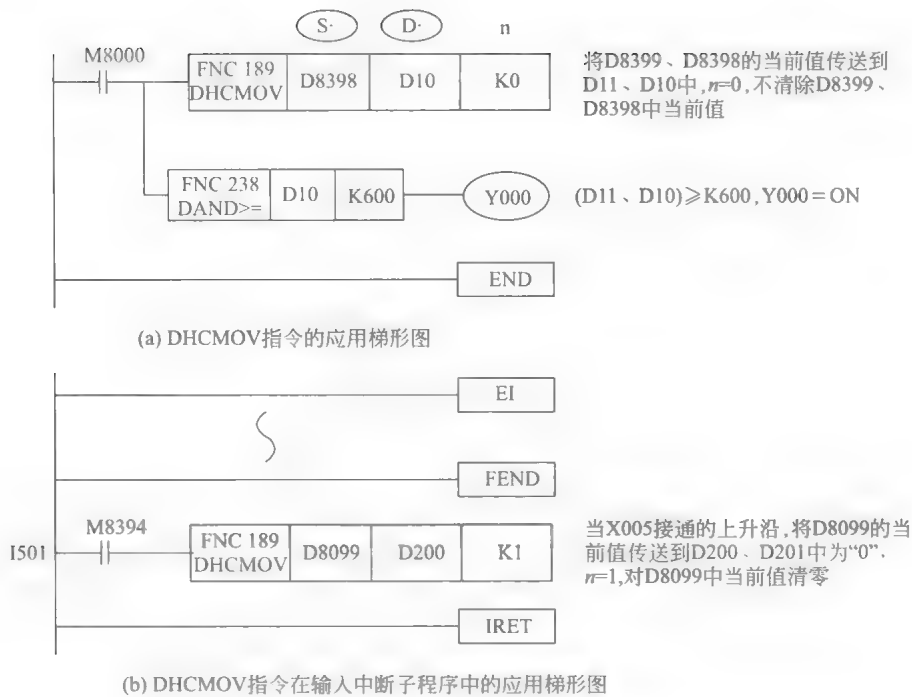 S· D· n
M8000
FNC 189 DHCMOV D8398 D10 K0
将D8399、D8398的当前值传送到
D11、D10中,n=0,不清除D8399、
D8398中当前值
FNC 238 DAND>= D10 K600 Y000
(D11、D10)≥K600,Y000=ON
END
(a) DHCMOV指令的应用梯形图
EI
FEND
I501 M8394
FNC 189 DHCMOV D8099 D200 K1
当X005接通的上升沿,将D8099的当
前值传送到D200、D201中为“0”.
n=1,对D8099中当前值清零
IRET
(b) DHCMOV指令在输入中断子程序中的应用梯形图